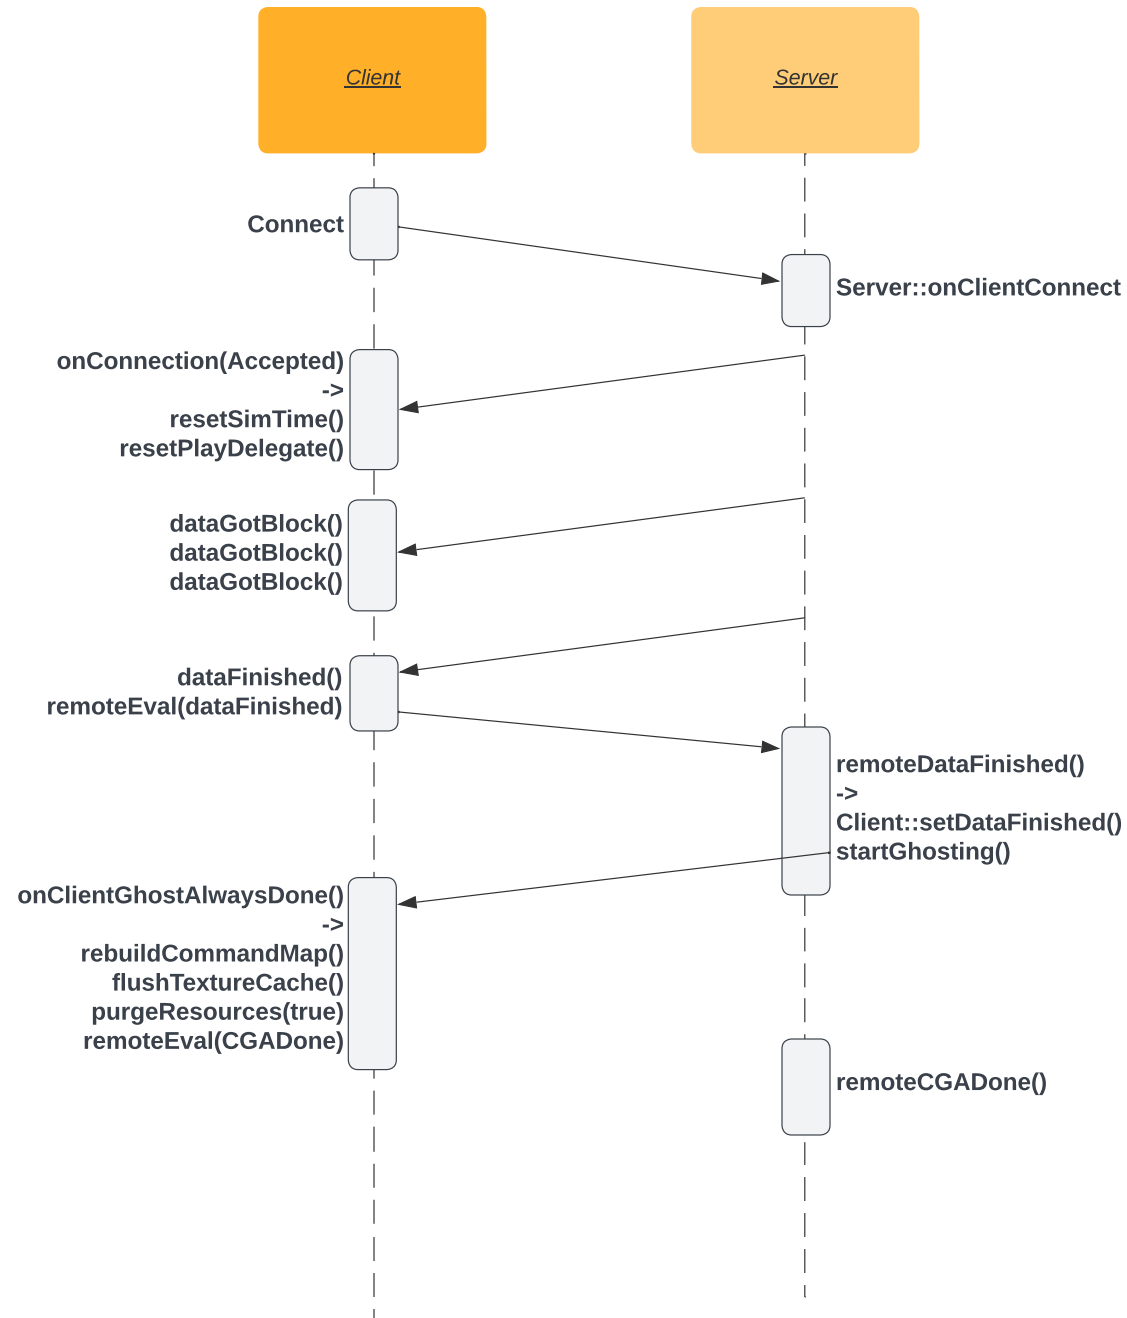 Client
Server
Connect
Server::onClientConnect
onConnection(Accepted)
->
resetSimTime()
resetPlayDelegate()
dataGotBlock()
dataGotBlock()
dataGotBlock()
dataFinished()
remoteEval(dataFinished)
remoteDataFinished()
->
Client::setDataFinished()
startGhosting()
onClientGhostAlwaysDone()
->
rebuildCommandMap()
flushTextureCache()
purgeResources(true)
remoteEval(CGADone)
remoteCGADone()